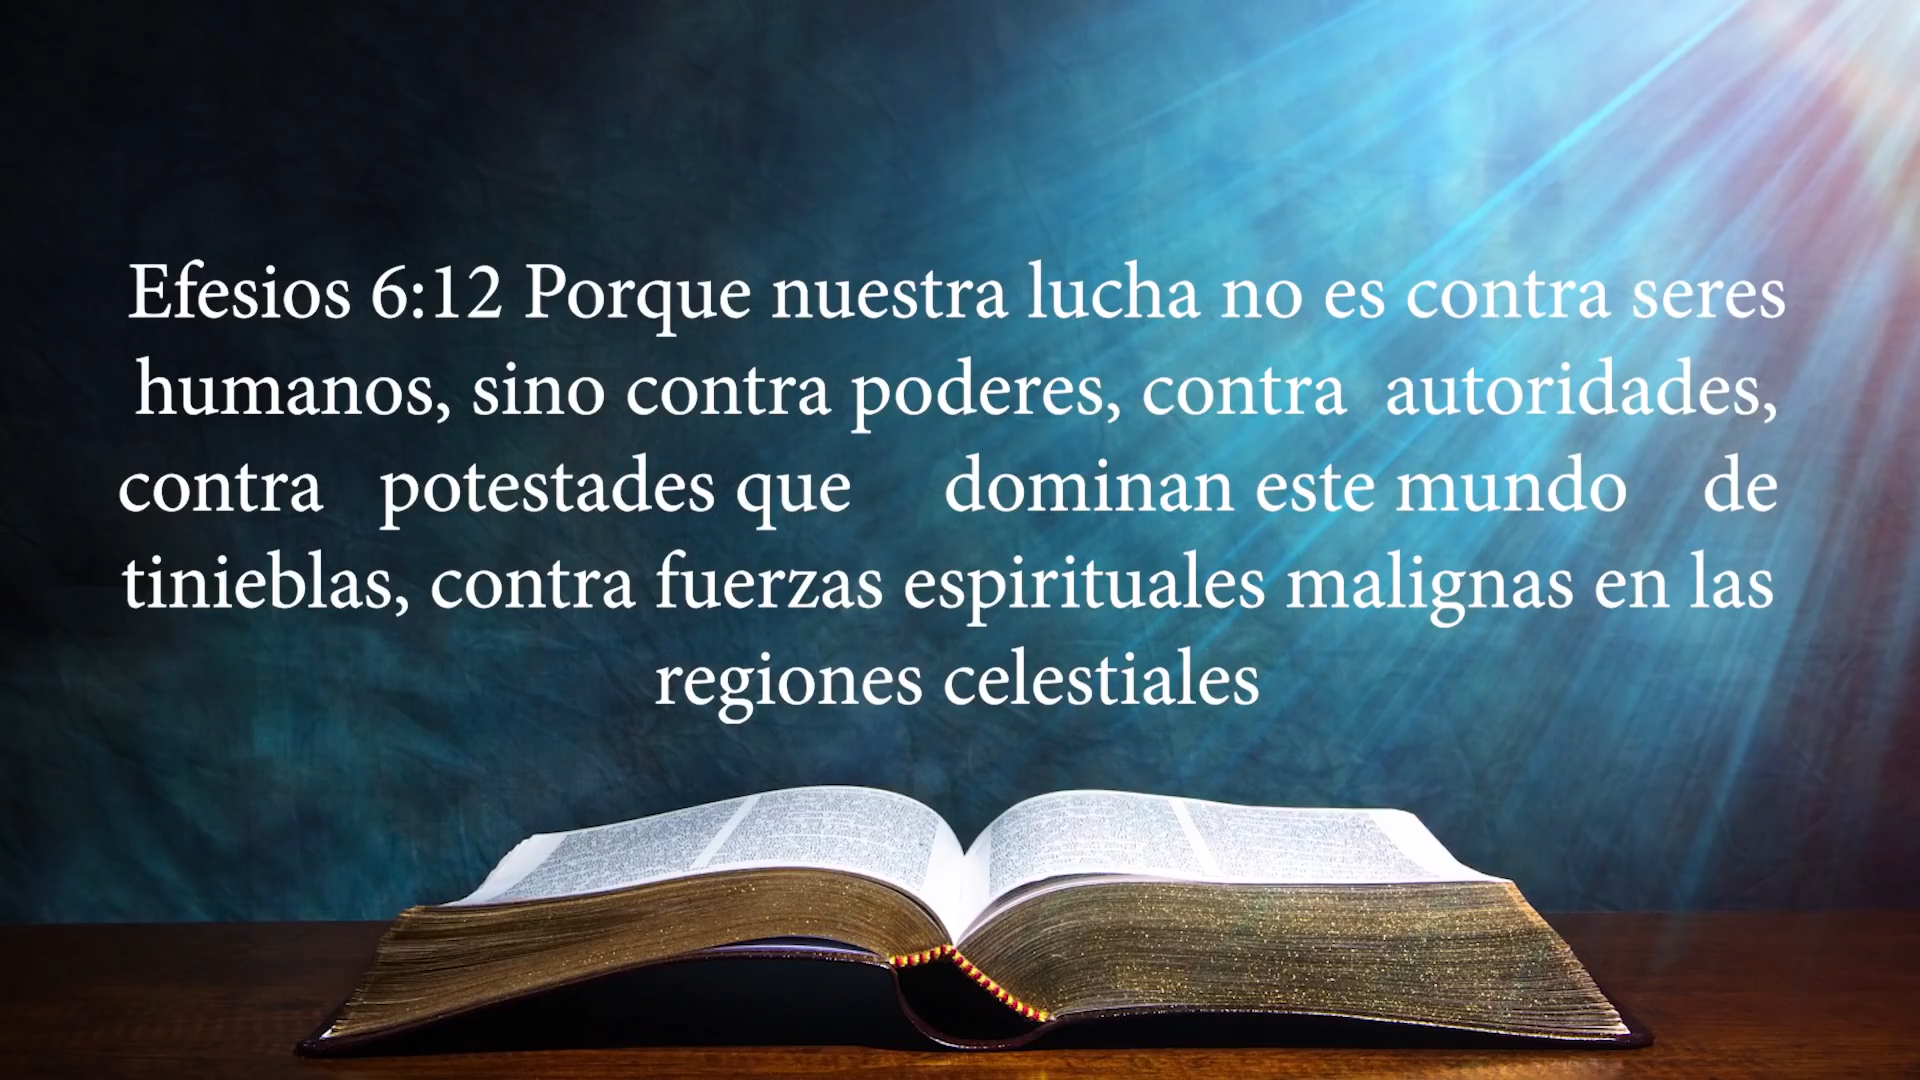 Efesios 6:12 Porque nuestra lucha no es contra seres
humanos, sino contra poderes, contra autoridades,
contra potestades que dominan este mundo de
tinieblas, contra fuerzas espirituales malignas en las
regiones celestiales